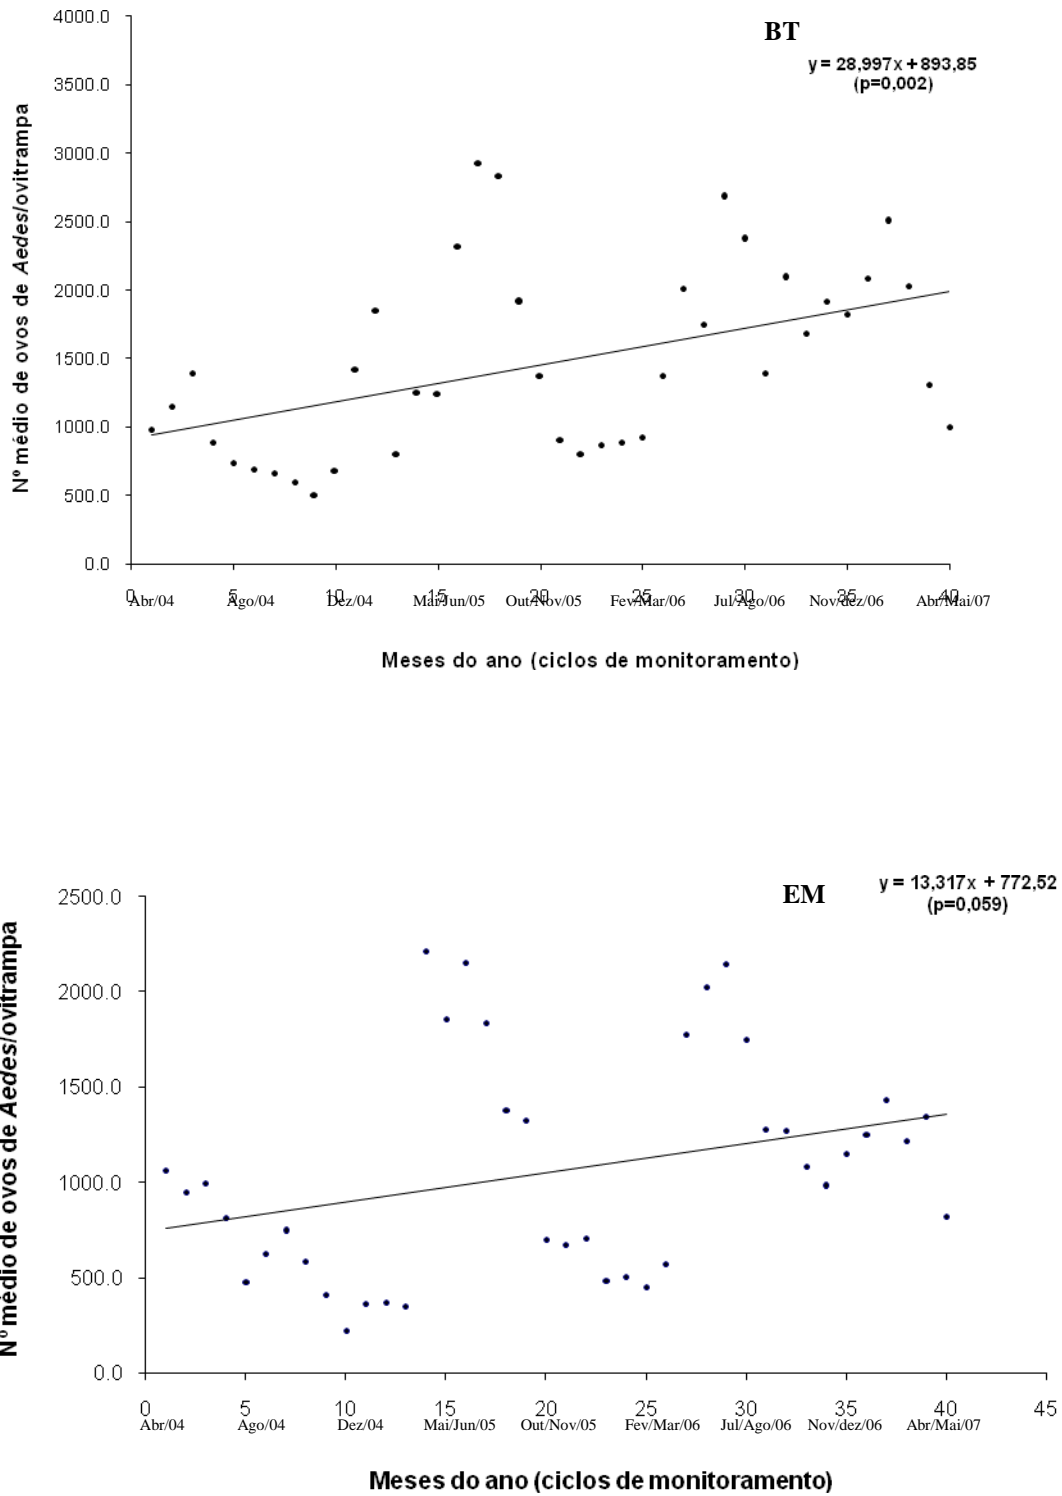 BT
y = 28,997x + 893,85
(p=0,002)
Nº médio de ovos de Aedes/ovitrampa
4000.0
3500.0
3000.0
2500.0
2000.0
1500.0
1000.0
500.0
0.0
0 5 10 15 20 25 30 35 40
Abr/04 Ago/04 Dez/04 Mai/Jun/05 Out/Nov/05 Fev/Mar/06 Jul/Ago/06 Nov/dez/06 Abr/Mai/07
Meses do ano (ciclos de monitoramento)
EM
y = 13,317x + 772,52
(p=0,059)
Nº médio de ovos de Aedes/ovitrampa
2500.0
2000.0
1500.0
1000.0
500.0
0.0
0 5 10 15 20 25 30 35 40 45
Abr/04 Ago/04 Dez/04 Mai/Jun/05 Out/Nov/05 Fev/Mar/06 Jul/Ago/06 Nov/dez/06 Abr/Mai/07
Meses do ano (ciclos de monitoramento)